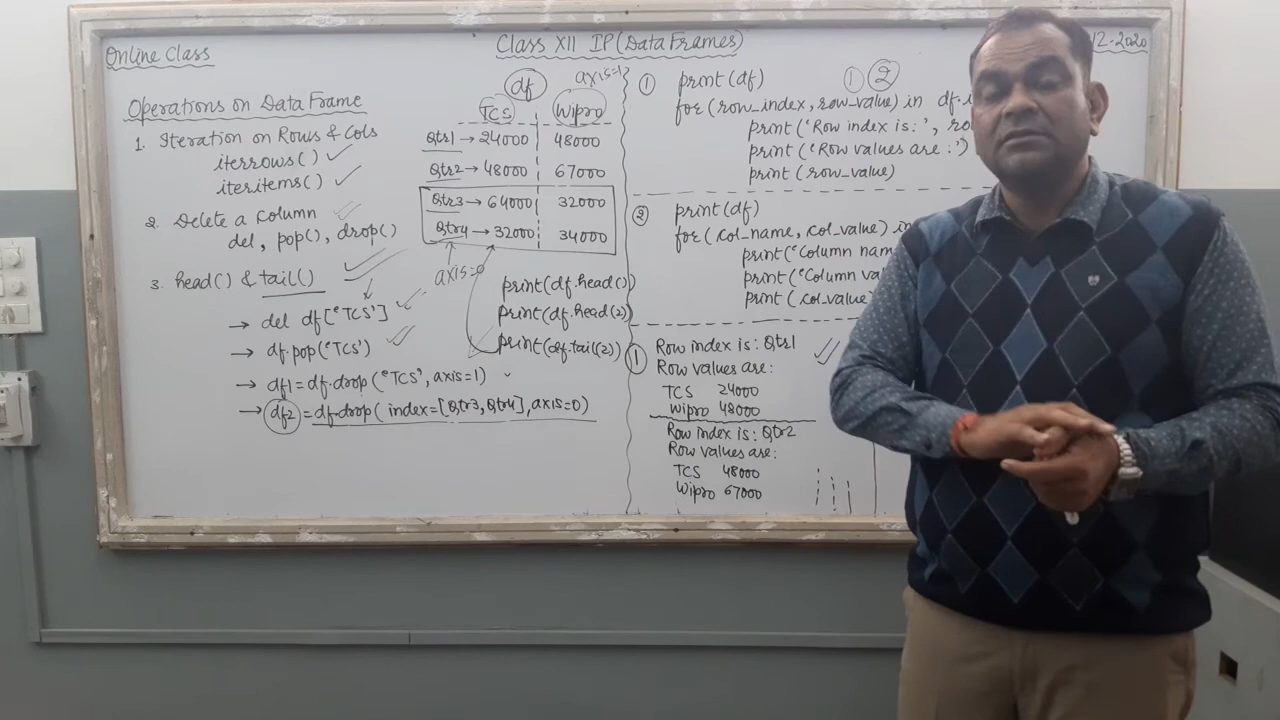 Online Class
Class XII IP (Data Frames)
12.2020
Operations on Data Frame
1. Iteration on Rows & Cols
iterrows()
iteritems()
2. Delete a Column
del, pop(), drop()
3. head() & tail()
→ del df['TCS']
→ df.pop('TCS')
→ df1 = df.drop('TCS', axis=1)
→ df2 = df.drop( index=[Qtr3, Qtr4], axis=0)
df
axis=1
TCS Wipro
Qtr1 → 24000 48000
Qtr2 → 48000 67000
Qtr3 → 64000 32000
Qtr4 → 32000 34000
axis=0
print(df.head())
print(df.head(2))
print(df.tail(2))
① print(df) ① ②
for (row_index, row_value) in df.i
print('Row index is:', ro
print('Row values are:')
print (row_value)
② print(df)
for (col_name, col_value) in
print('Column nam
print('Column va
print (col_value
① Row index is: Qtr1
Row values are:
TCS 24000
Wipro 48000
Row index is: Qtr2
Row values are:
TCS 48000
Wipro 67000